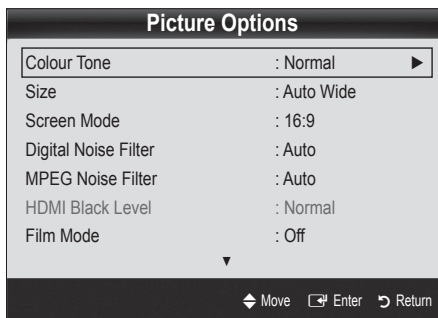 Picture Options
Colour Tone : Normal ►
Size : Auto Wide
Screen Mode : 16:9
Digital Noise Filter : Auto
MPEG Noise Filter : Auto
HDMI Black Level : Normal
Film Mode : Off
▼
Move Enter Return